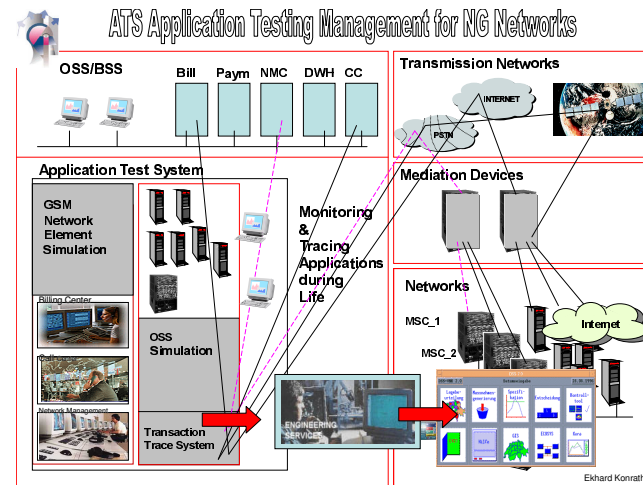 ATS Application Testing Management for NG Networks
OSS/BSS
Bill Paym NMC DWH CC
Transmission Networks
INTERNET
PSTN
Application Test System
GSM
Network
Element
Simulation
Monitoring
&
Tracing
Applications
during
Life
Mediation Devices
Billing Center
OSS
Simulation
Networks
MSC_1
MSC_2
Internet
Network Management
Transaction
Trace System
ENGINEERING
SERVICES
Entscheidung
GIS
Ekhard Konrath